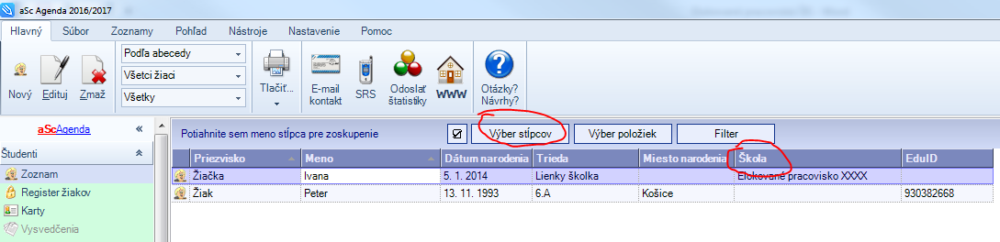 aSc Agenda 2016/2017
Hlavný Súbor Zoznamy Pohľad Nástroje Nastavenie Pomoc
Nový Edituj Zmaž
Podľa abecedy
Všetci žiaci
Všetky
Tlačiť...
E-mail kontakt
SRS
Odoslať štatistiky
WWW
Otázky? Návrhy?
aScAgenda «
Študenti
Zoznam
Register žiakov
Karty
Vysvedčenia
Potiahnite sem meno stĺpca pre zoskupenie Výber stĺpcov Výber položiek Filter
Priezvisko Meno Dátum narodenia Trieda Miesto narodenia Škola EduID
Žiačka Ivana 5. 1. 2014 Lienky školka Elokované pracovisko XXXX
Žiak Peter 13. 11. 1993 6.A Košice 930382668